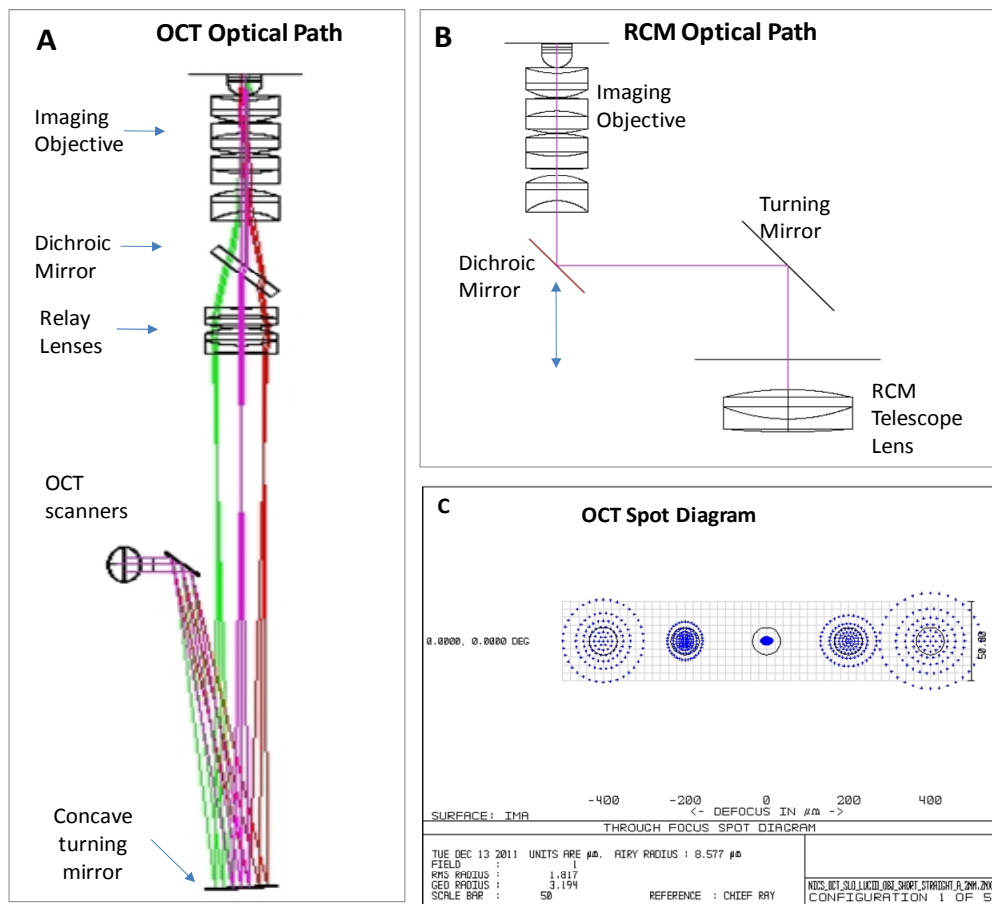 A
OCT Optical Path
Imaging
Objective
Dichroic
Mirror
Relay
Lenses
OCT
scanners
Concave
turning
mirror
B
RCM Optical Path
Imaging
Objective
Turning
Mirror
Dichroic
Mirror
RCM
Telescope
Lens
C
OCT Spot Diagram
0.0000, 0.0000 DEG
50.00
-400 -200 0 200 400
<- DEFOCUS IN µm ->
SURFACE: IMA
THROUGH FOCUS SPOT DIAGRAM
TUE DEC 13 2011 UNITS ARE µm. AIRY RADIUS : 8.577 µm
FIELD : 1
RMS RADIUS : 1.817
GEO RADIUS : 3.194
SCALE BAR : 50 REFERENCE : CHIEF RAY
NICS_OCT_SLO_LUCID_OBJ_SHORT_STRAIGHT_A_2MM.ZMX
CONFIGURATION 1 OF 5